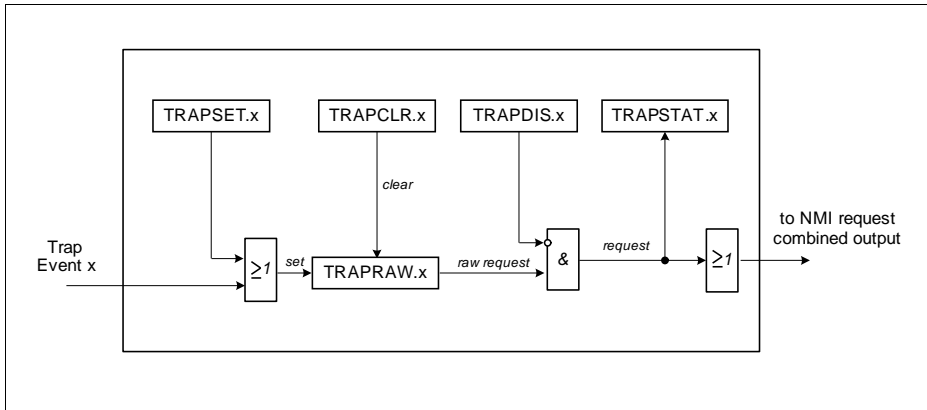 TRAPSET.x
TRAPCLR.x
TRAPDIS.x
TRAPSTAT.x
clear
to NMI request
combined output
Trap
Event x
≥1
set
TRAPRAW.x
raw request
&
request
≥1